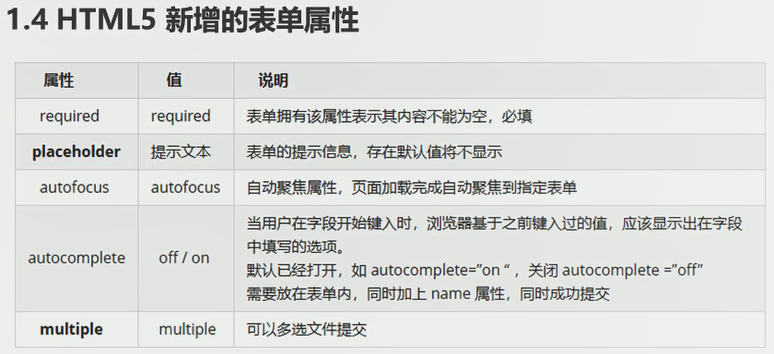 1.4 HTML5 新增的表单属性
属性 值 说明
required required 表单拥有该属性表示其内容不能为空，必填
placeholder 提示文本 表单的提示信息，存在默认值将不显示
autofocus autofocus 自动聚焦属性，页面加载完成自动聚焦到指定表单
autocomplete off / on 当用户在字段开始键入时，浏览器基于之前键入过的值，应该显示出在字段
中填写的选项。
默认已经打开，如 autocomplete=”on “ ，关闭 autocomplete =”off”
需要放在表单内，同时加上 name 属性，同时成功提交
multiple multiple 可以多选文件提交